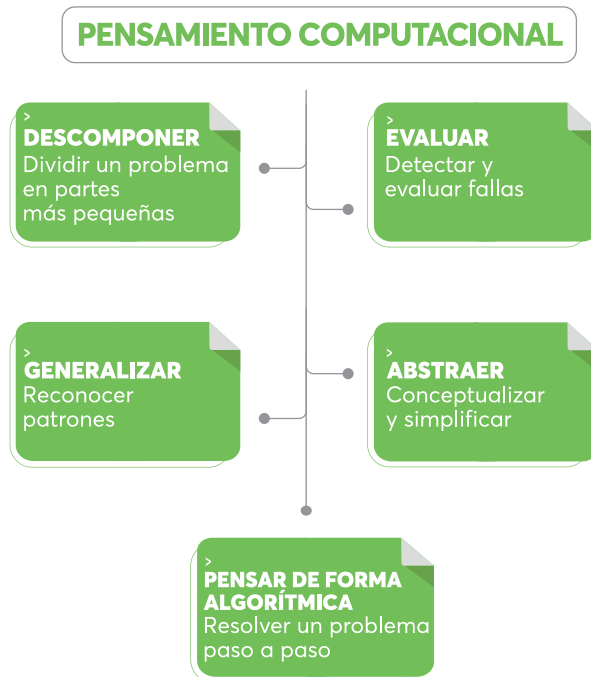 PENSAMIENTO COMPUTACIONAL
>
DESCOMPONER
Dividir un problema
en partes
más pequeñas
>
EVALUAR
Detectar y
evaluar fallas
>
GENERALIZAR
Reconocer
patrones
>
ABSTRAER
Conceptualizar
y simplificar
>
PENSAR DE FORMA
ALGORÍTMICA
Resolver un problema
paso a paso